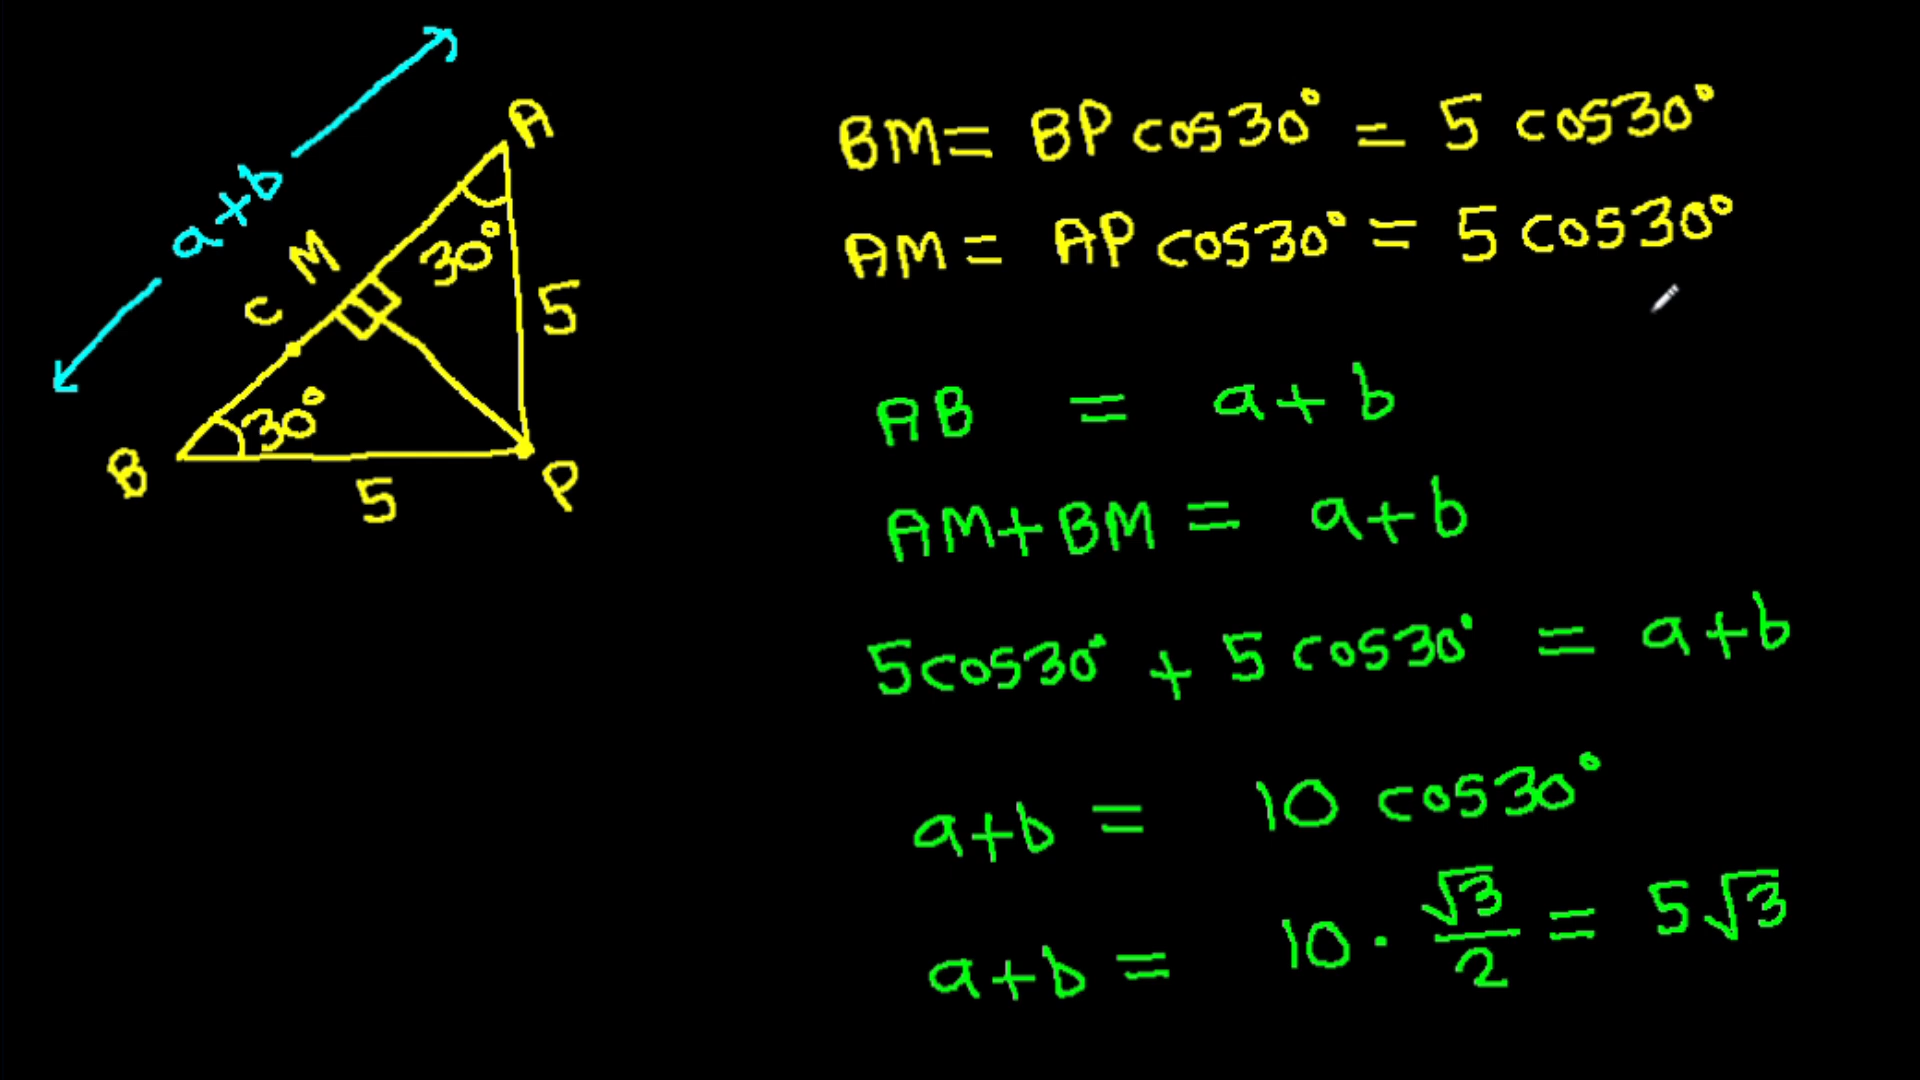 a+b
A
M
C
30°
5
30°
B
5
P
BM = BP cos30° = 5 cos30°
AM = AP cos30° = 5 cos30°
AB = a+b
AM+BM = a+b
5cos30° + 5 cos30° = a+b
a+b = 10 cos30°
a+b = 10 · √3/2 = 5√3